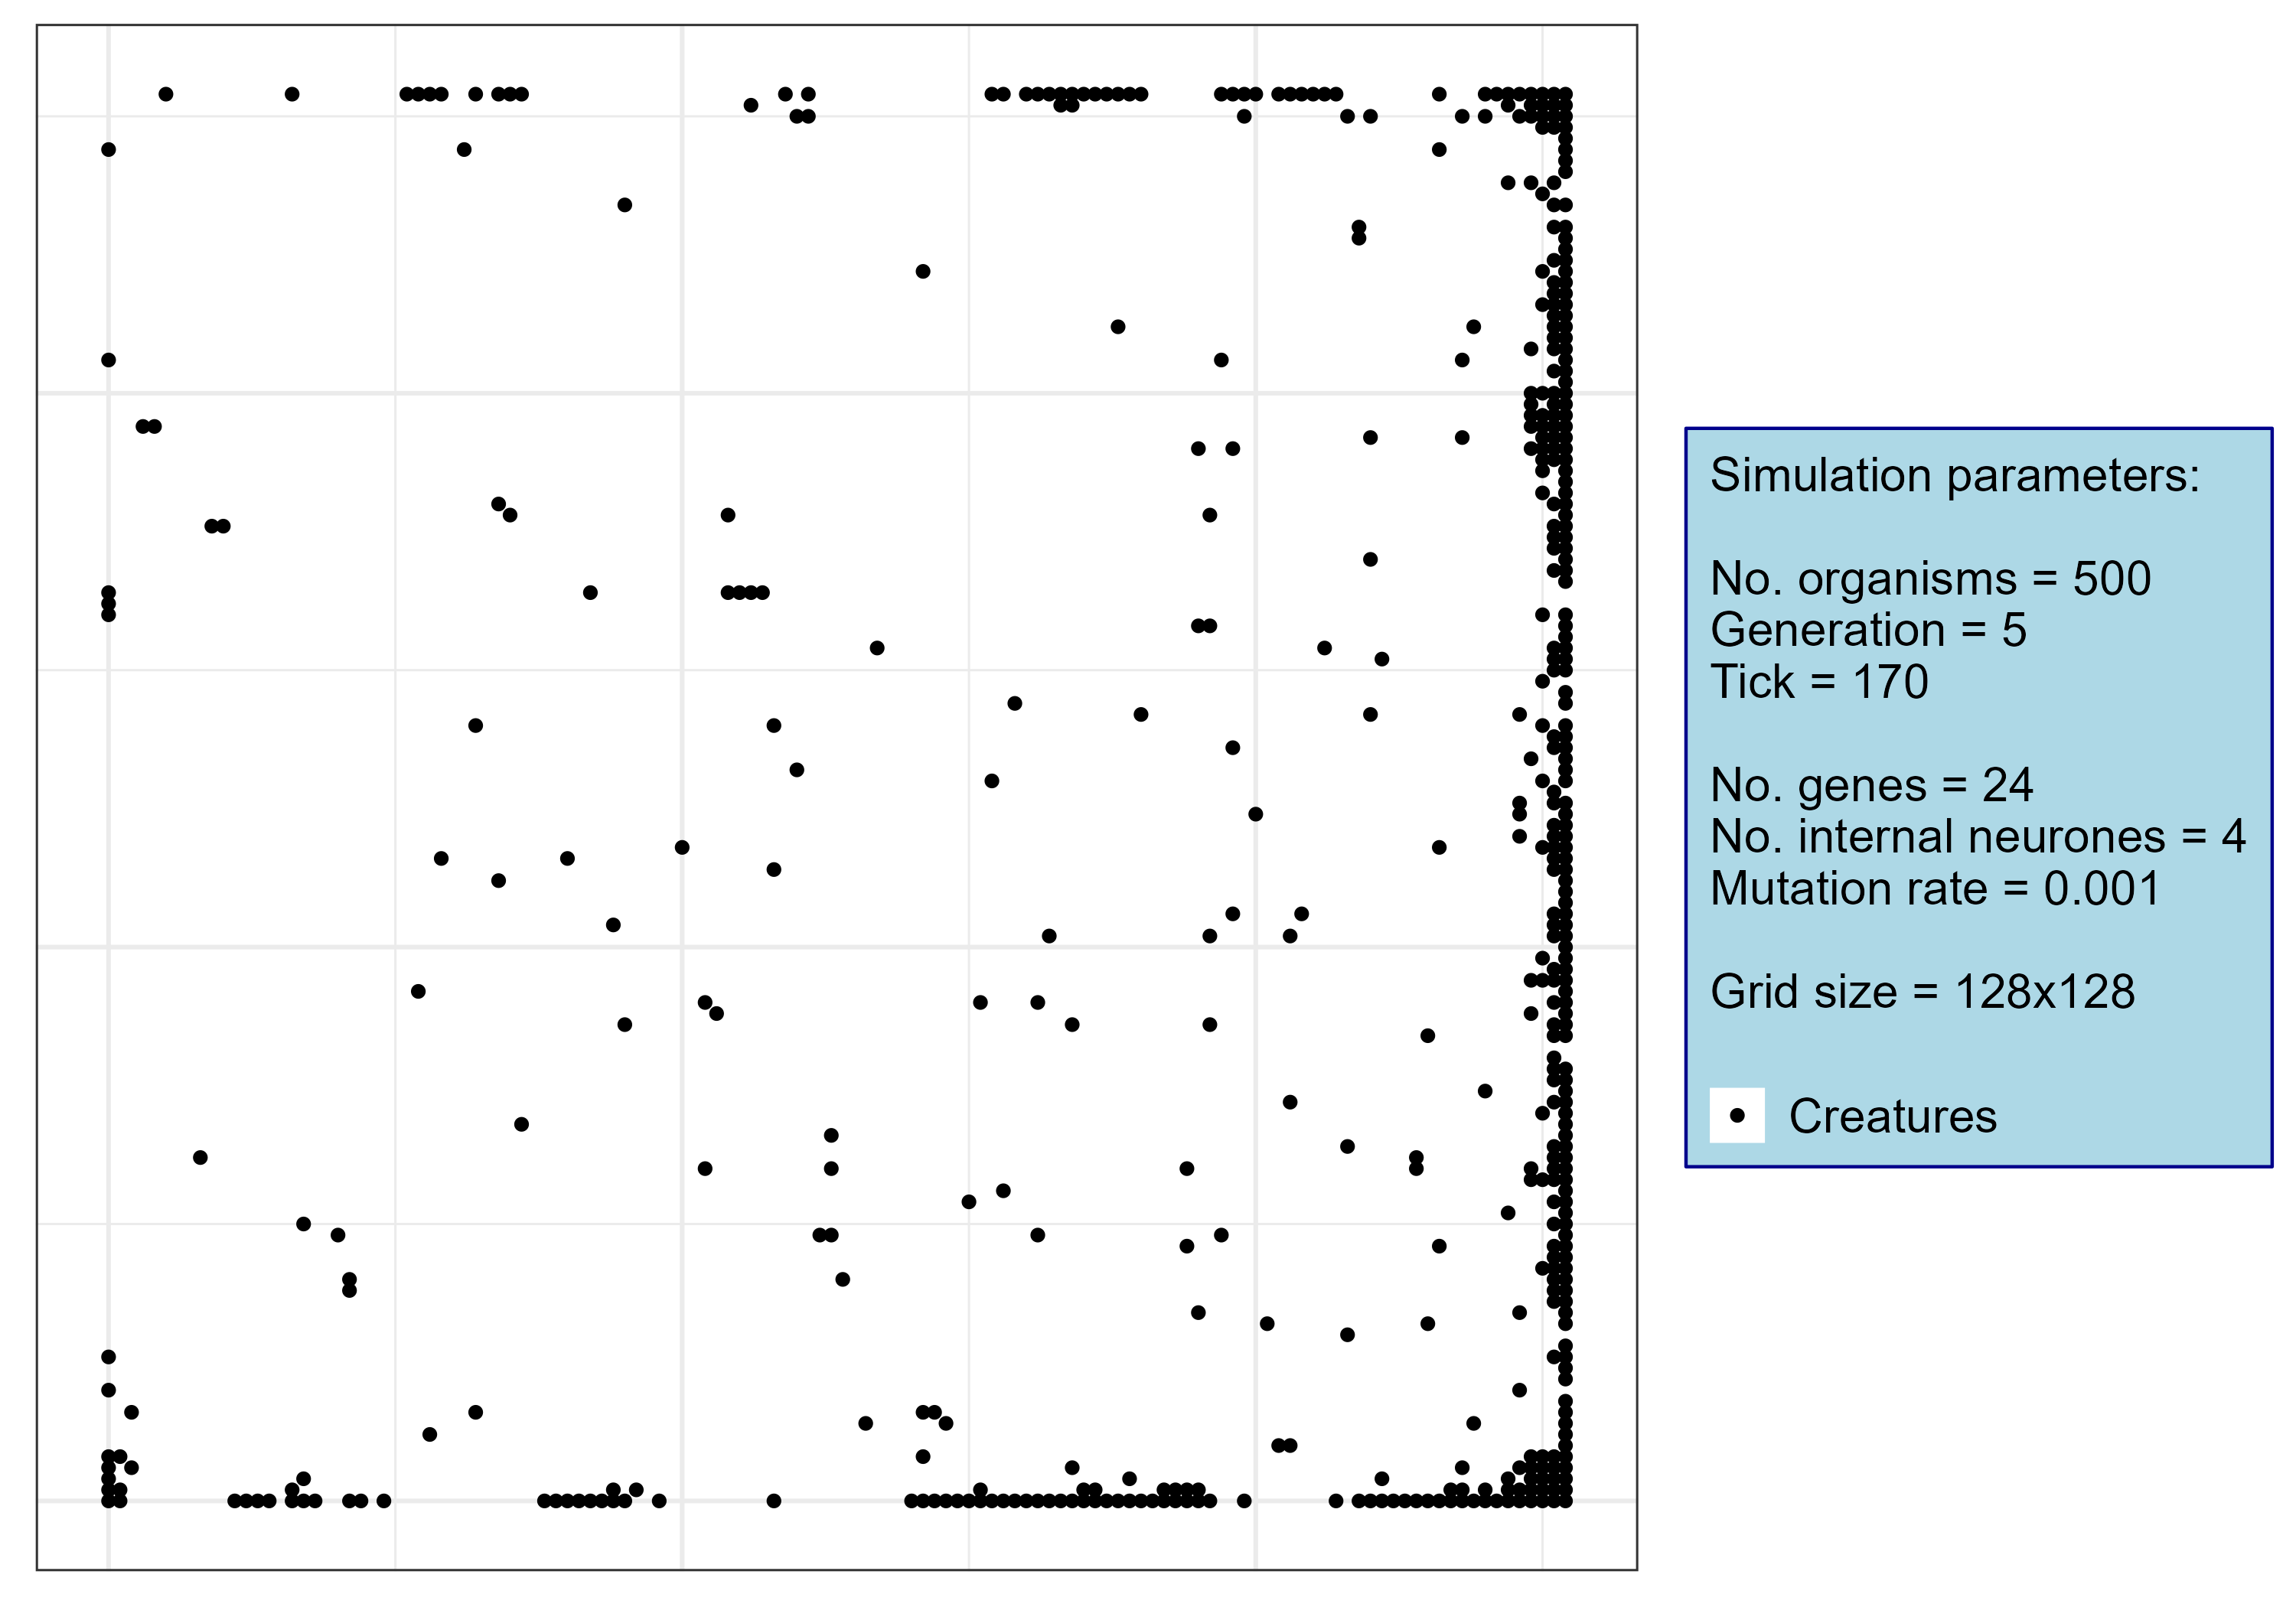 Simulation parameters:
No. organisms = 500
Generation = 5
Tick = 170
No. genes = 24
No. internal neurones = 4
Mutation rate = 0.001
Grid size = 128x128
Creatures